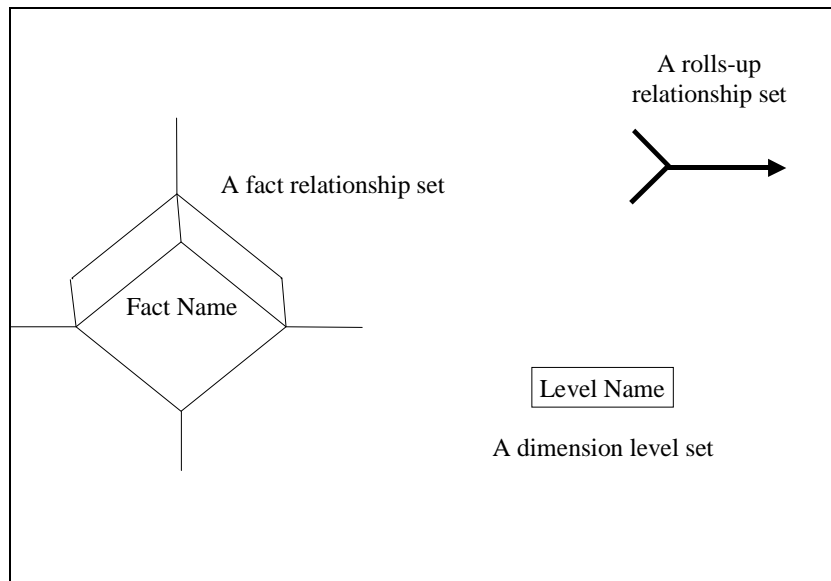 A rolls-up
relationship set
A fact relationship set
Fact Name
Level Name
A dimension level set